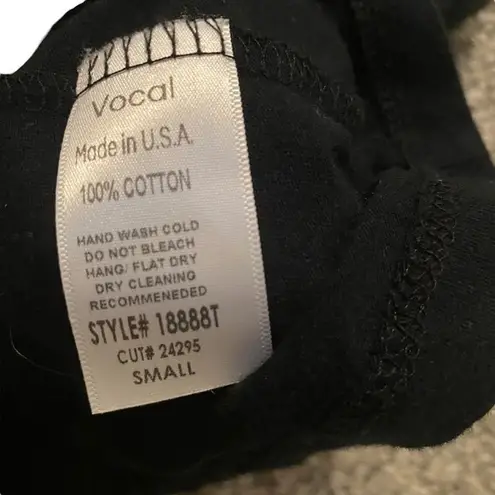 Vocal
Made in U.S.A.
100% COTTON
HAND WASH COLD
DO NOT BLEACH
HANG/ FLAT DRY
DRY CLEANING
RECOMMENEDED
STYLE# 18888T
CUT# 24295
SMALL